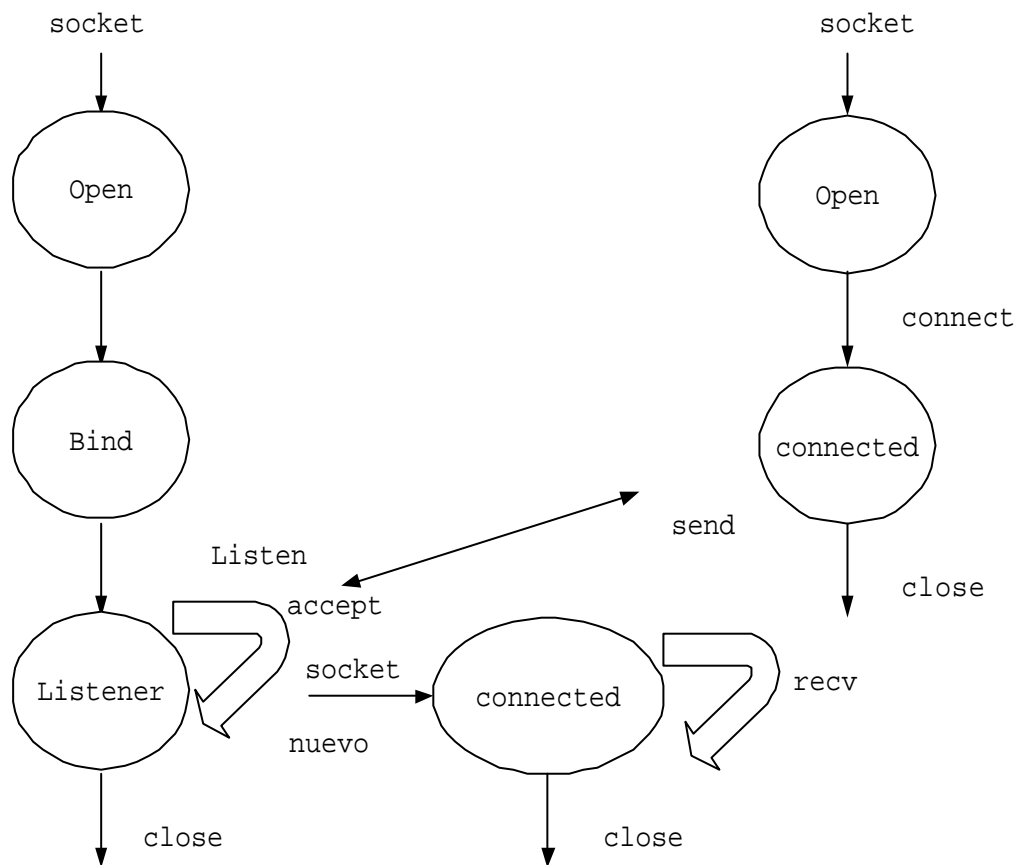 socket
socket
Open
Open
connect
Bind
connected
send
Listen
close
accept
socket
recv
Listener
connected
nuevo
close
close